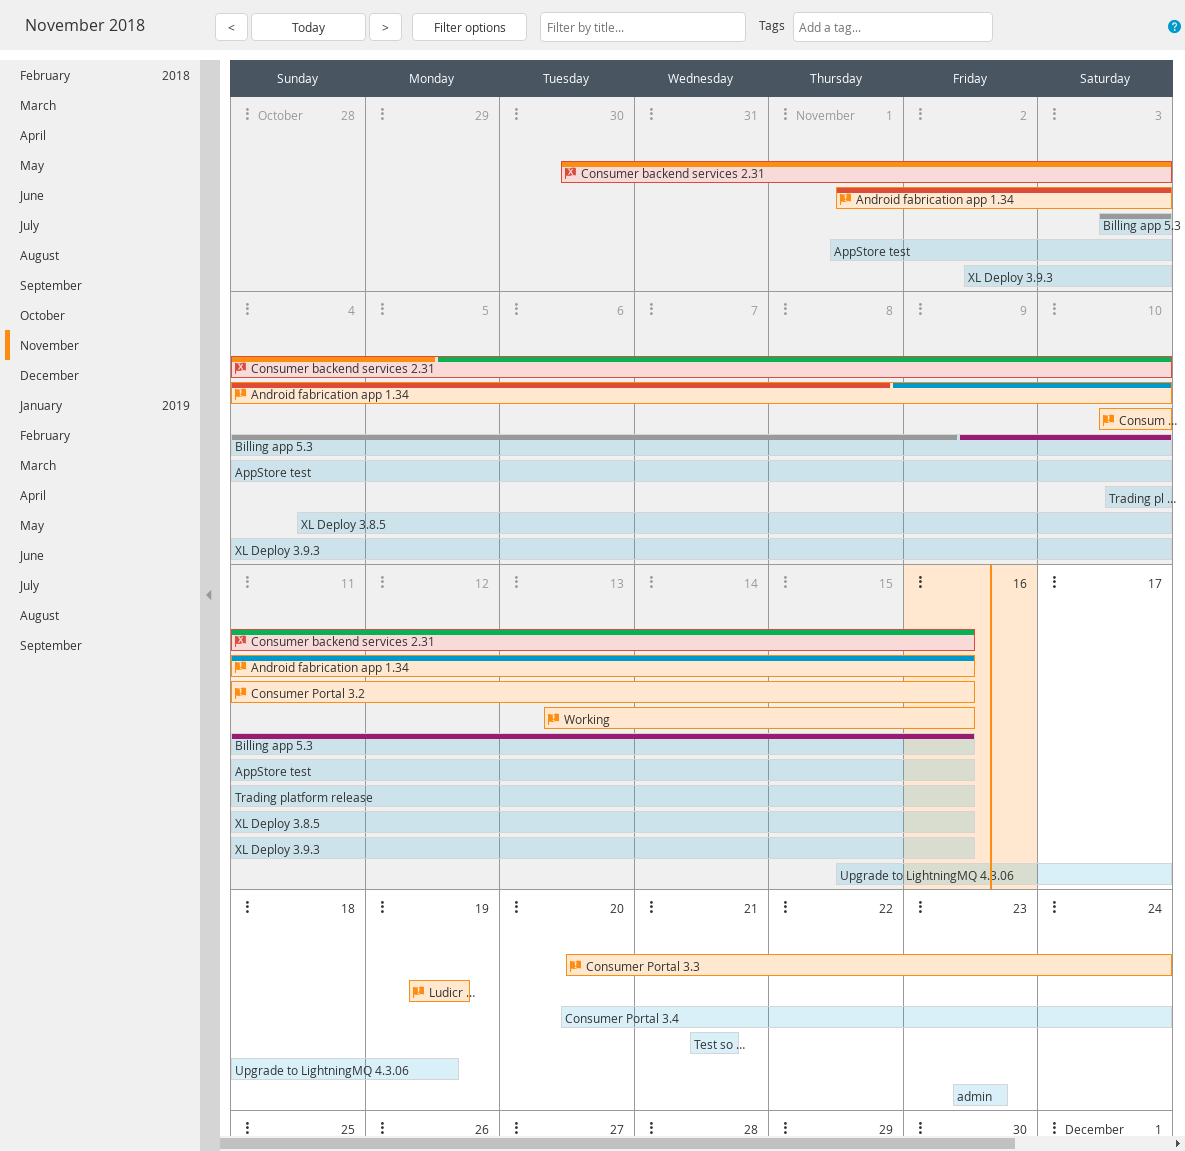 November 2018 < Today > Filter options Filter by title... Tags Add a tag... ?
February 2018
March
April
May
June
July
August
September
October
November
December
January 2019
February
March
April
May
June
July
August
September
Sunday Monday Tuesday Wednesday Thursday Friday Saturday
October 28 29 30 31 November 1 2 3
Consumer backend services 2.31
Android fabrication app 1.34
Billing app 5.3
AppStore test
XL Deploy 3.9.3
4 5 6 7 8 9 10
Consumer backend services 2.31
Android fabrication app 1.34
Consum ...
Billing app 5.3
AppStore test
Trading pl ...
XL Deploy 3.8.5
XL Deploy 3.9.3
11 12 13 14 15 16 17
Consumer backend services 2.31
Android fabrication app 1.34
Consumer Portal 3.2
Working
Billing app 5.3
AppStore test
Trading platform release
XL Deploy 3.8.5
XL Deploy 3.9.3
Upgrade to LightningMQ 4.3.06
18 19 20 21 22 23 24
Consumer Portal 3.3
Ludicr ...
Consumer Portal 3.4
Test so ...
Upgrade to LightningMQ 4.3.06
admin
25 26 27 28 29 30 December 1